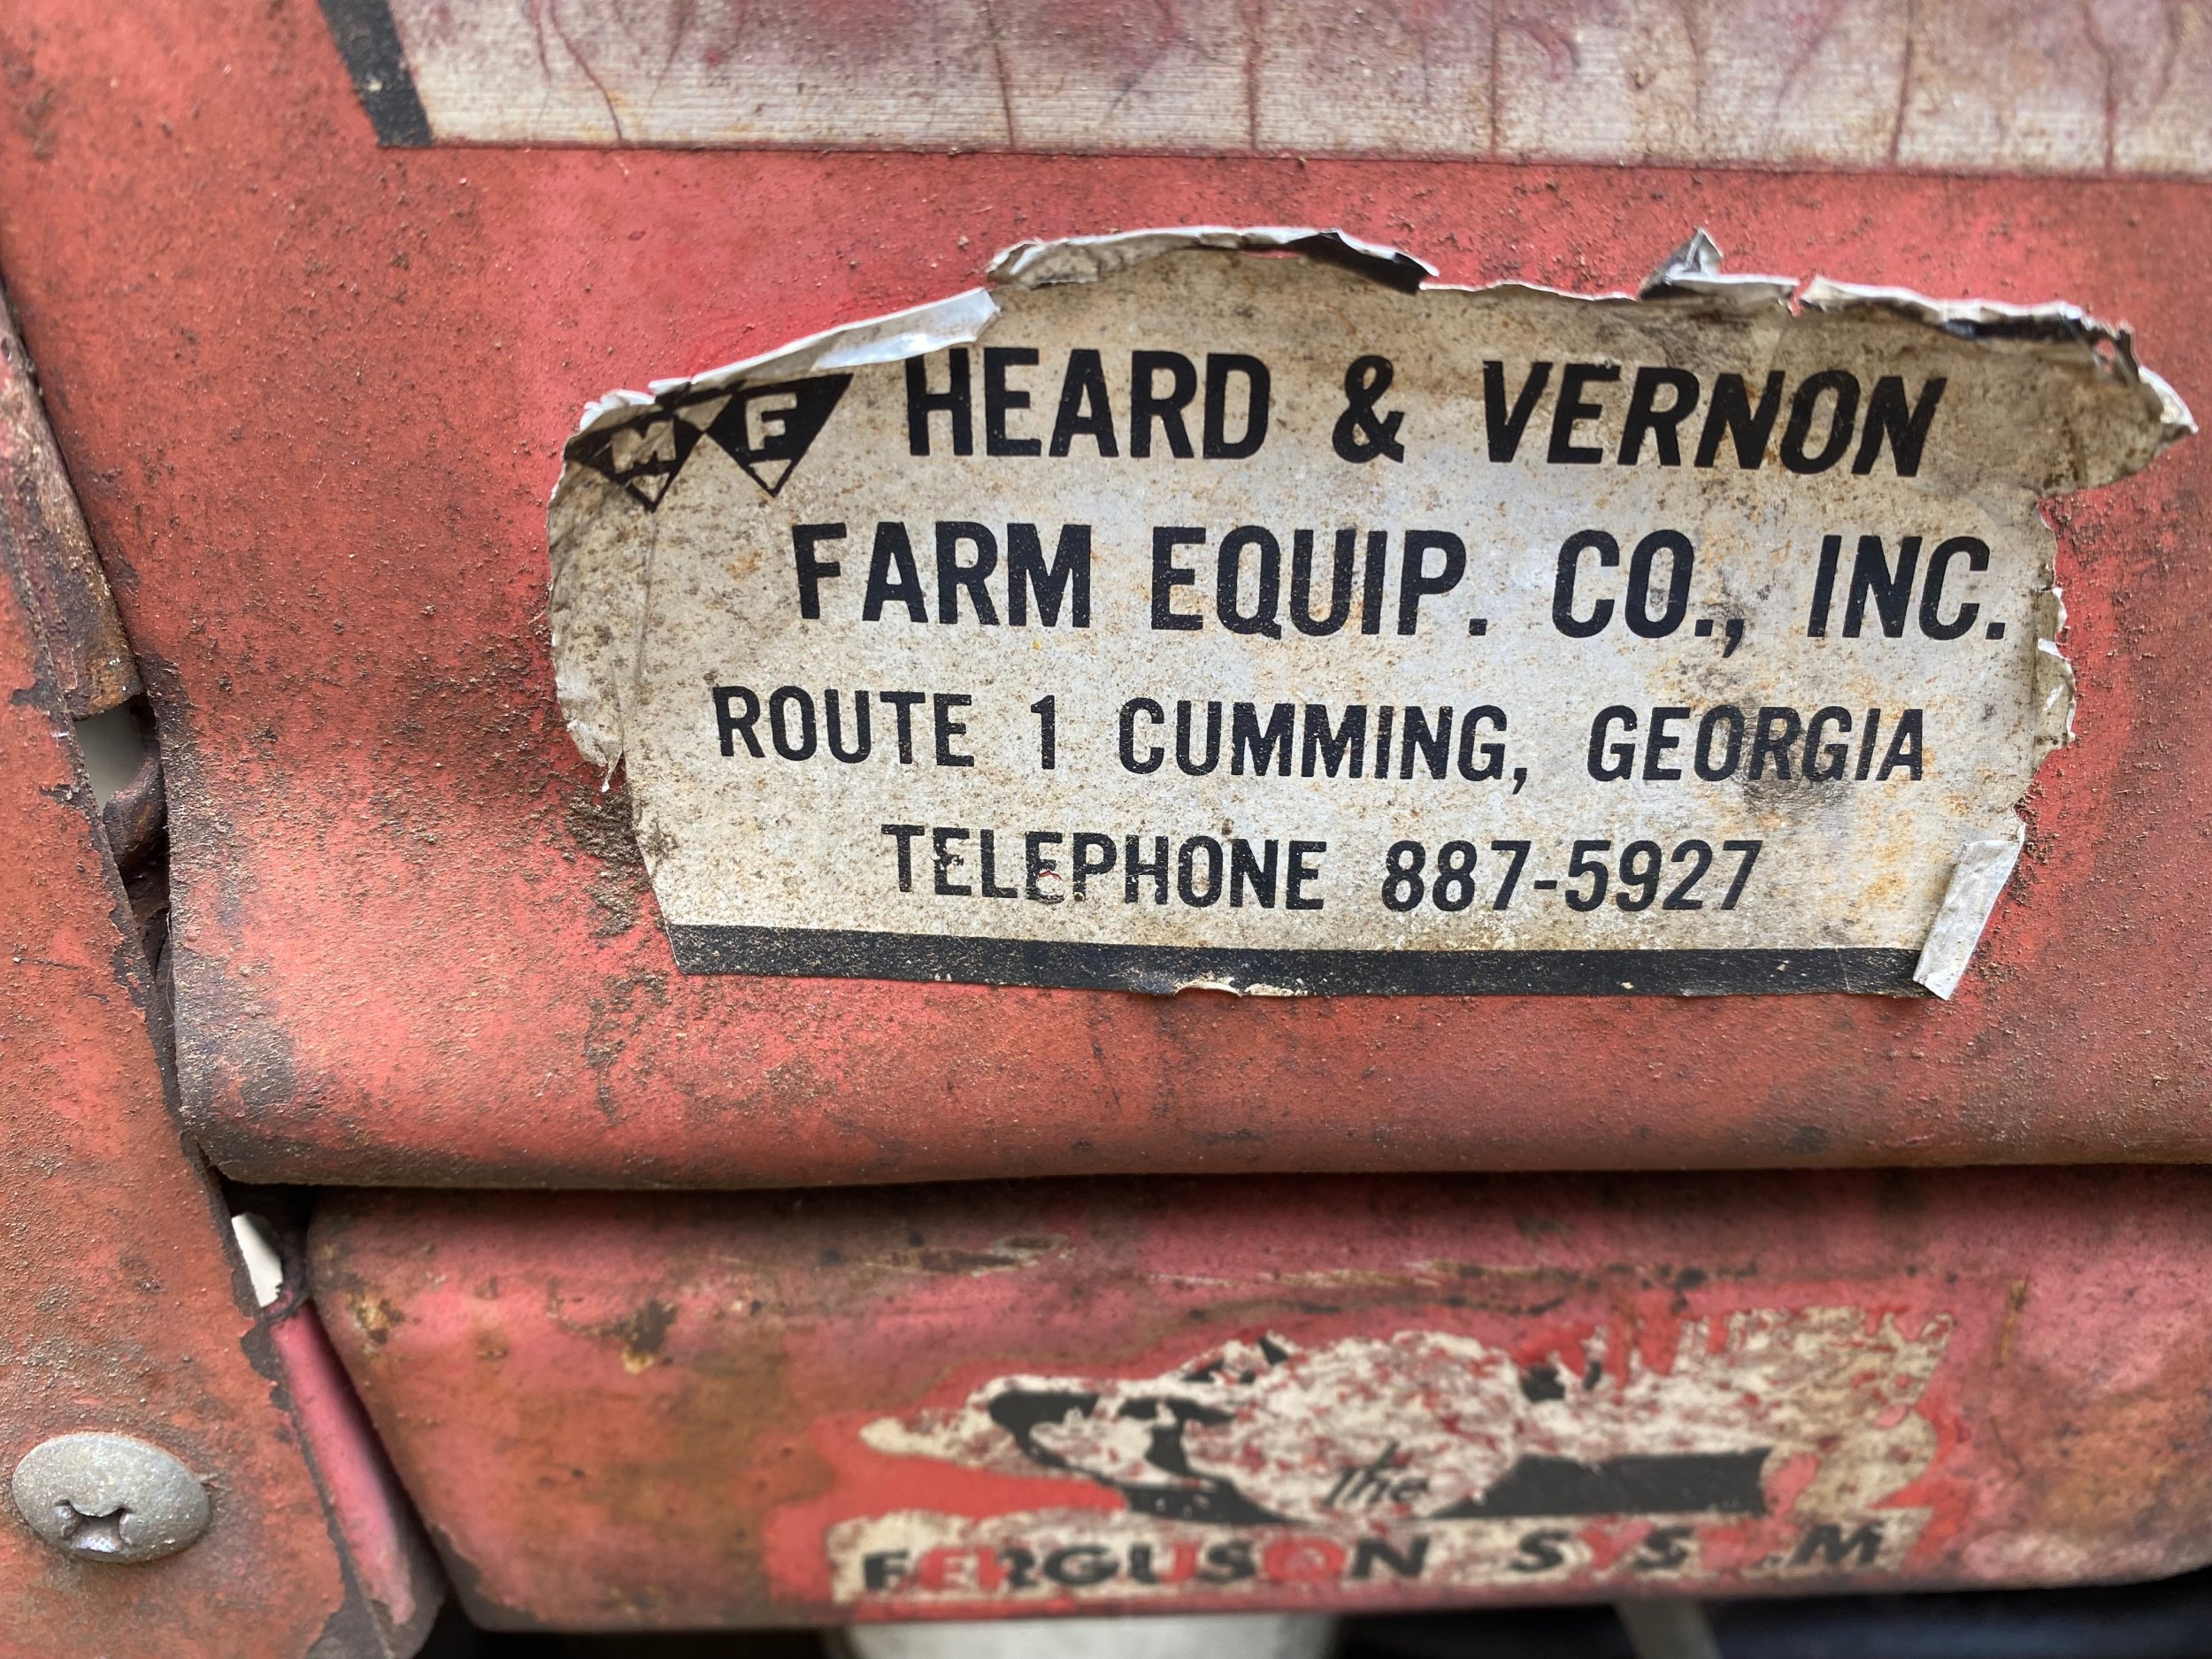 MF HEARD & VERNON
FARM EQUIP. CO., INC.
ROUTE 1 CUMMING, GEORGIA
TELEPHONE 887-5927
the
FERGUSON